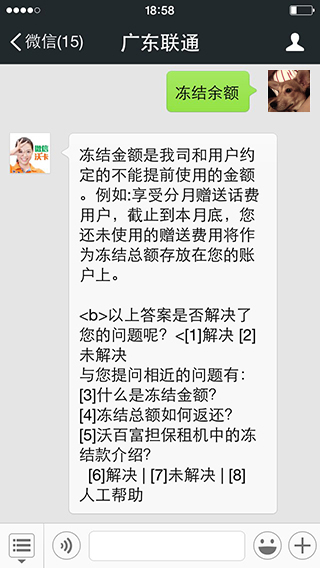 18:58
微信(15)
广东联通
冻结余额
微信
沃卡
冻结金额是我司和用户约
定的不能提前使用的金额
。例如:享受分月赠送话费
用户，截止到本月底，您
还未使用的赠送费用将作
为冻结总额存放在您的账
户上。
<b>以上答案是否解决了
您的问题呢？<[1]解决 [2]
未解决
与您提问相近的问题有：
[3]什么是冻结金额?
[4]冻结总额如何返还?
[5]沃百富担保租机中的冻
结款介绍?
[6]解决 | [7]未解决 | [8]
人工帮助